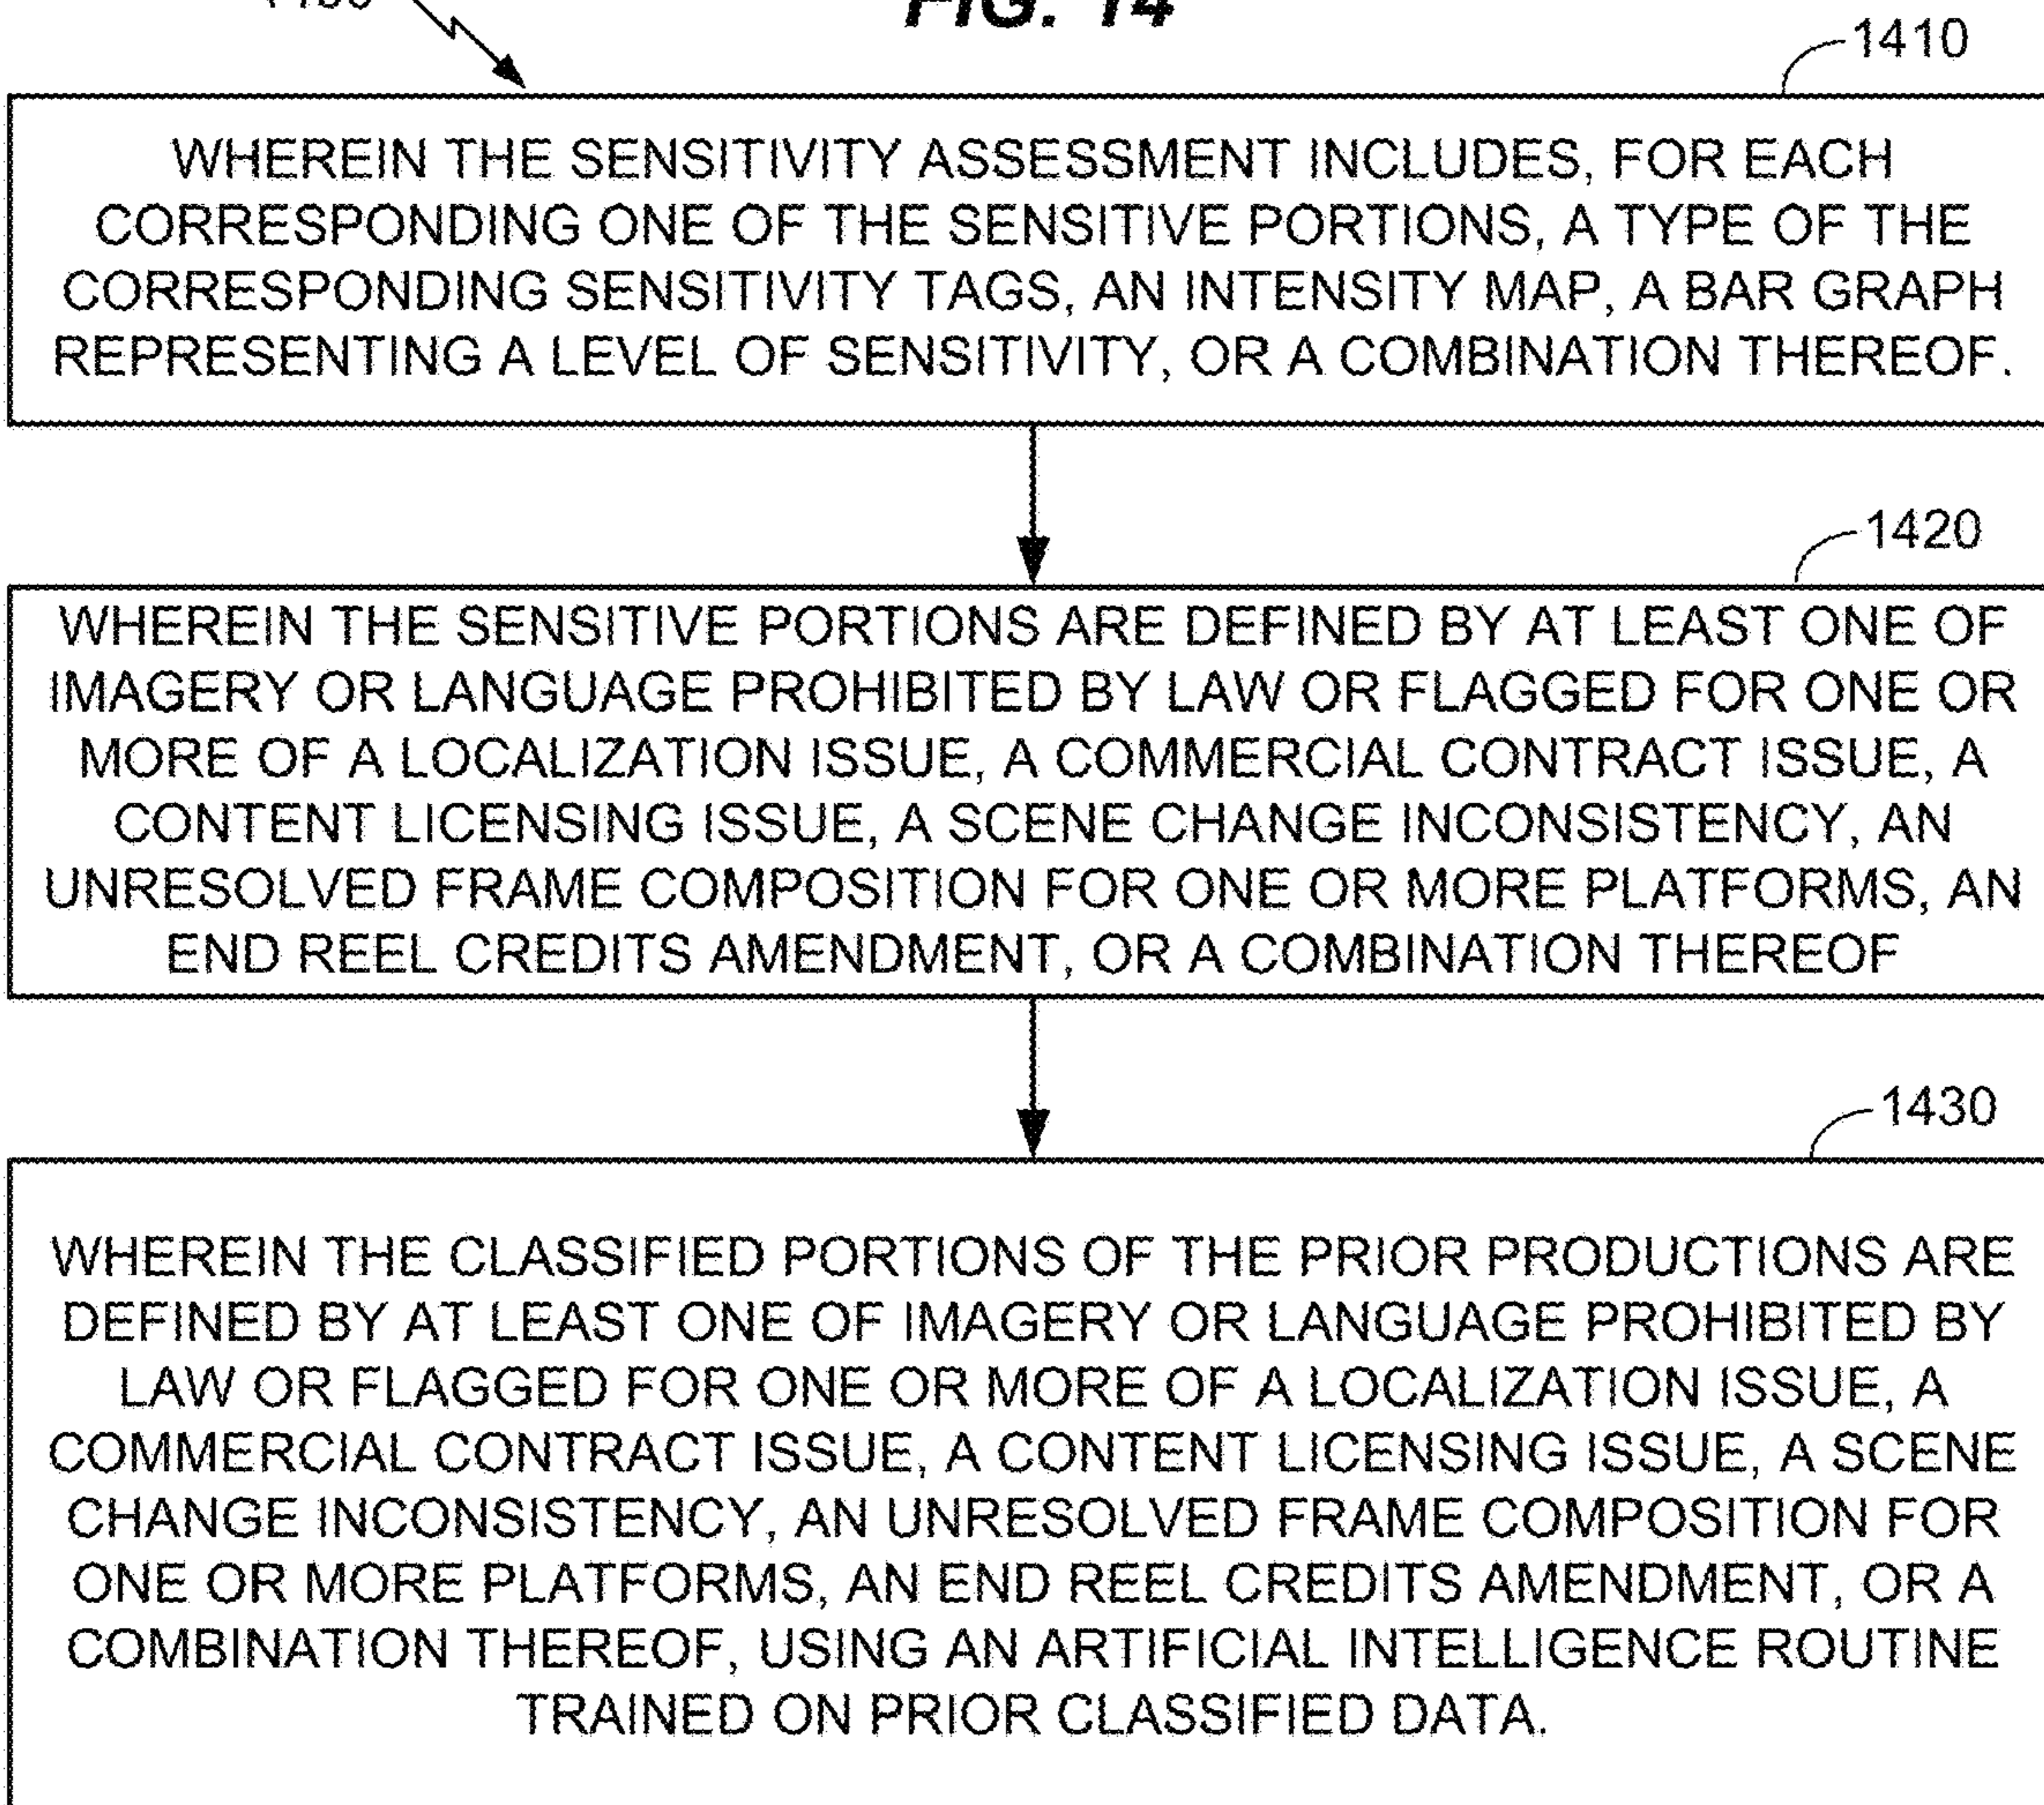 FIG. 14
1410
WHEREIN THE SENSITIVITY ASSESSMENT INCLUDES, FOR EACH
CORRESPONDING ONE OF THE SENSITIVE PORTIONS, A TYPE OF THE
CORRESPONDING SENSITIVITY TAGS, AN INTENSITY MAP, A BAR GRAPH
REPRESENTING A LEVEL OF SENSITIVITY, OR A COMBINATION THEREOF.
1420
WHEREIN THE SENSITIVE PORTIONS ARE DEFINED BY AT LEAST ONE OF
IMAGERY OR LANGUAGE PROHIBITED BY LAW OR FLAGGED FOR ONE OR
MORE OF A LOCALIZATION ISSUE, A COMMERCIAL CONTRACT ISSUE, A
CONTENT LICENSING ISSUE, A SCENE CHANGE INCONSISTENCY, AN
UNRESOLVED FRAME COMPOSITION FOR ONE OR MORE PLATFORMS, AN
END REEL CREDITS AMENDMENT, OR A COMBINATION THEREOF
1430
WHEREIN THE CLASSIFIED PORTIONS OF THE PRIOR PRODUCTIONS ARE
DEFINED BY AT LEAST ONE OF IMAGERY OR LANGUAGE PROHIBITED BY
LAW OR FLAGGED FOR ONE OR MORE OF A LOCALIZATION ISSUE, A
COMMERCIAL CONTRACT ISSUE, A CONTENT LICENSING ISSUE, A SCENE
CHANGE INCONSISTENCY, AN UNRESOLVED FRAME COMPOSITION FOR
ONE OR MORE PLATFORMS, AN END REEL CREDITS AMENDMENT, OR A
COMBINATION THEREOF, USING AN ARTIFICIAL INTELLIGENCE ROUTINE
TRAINED ON PRIOR CLASSIFIED DATA.